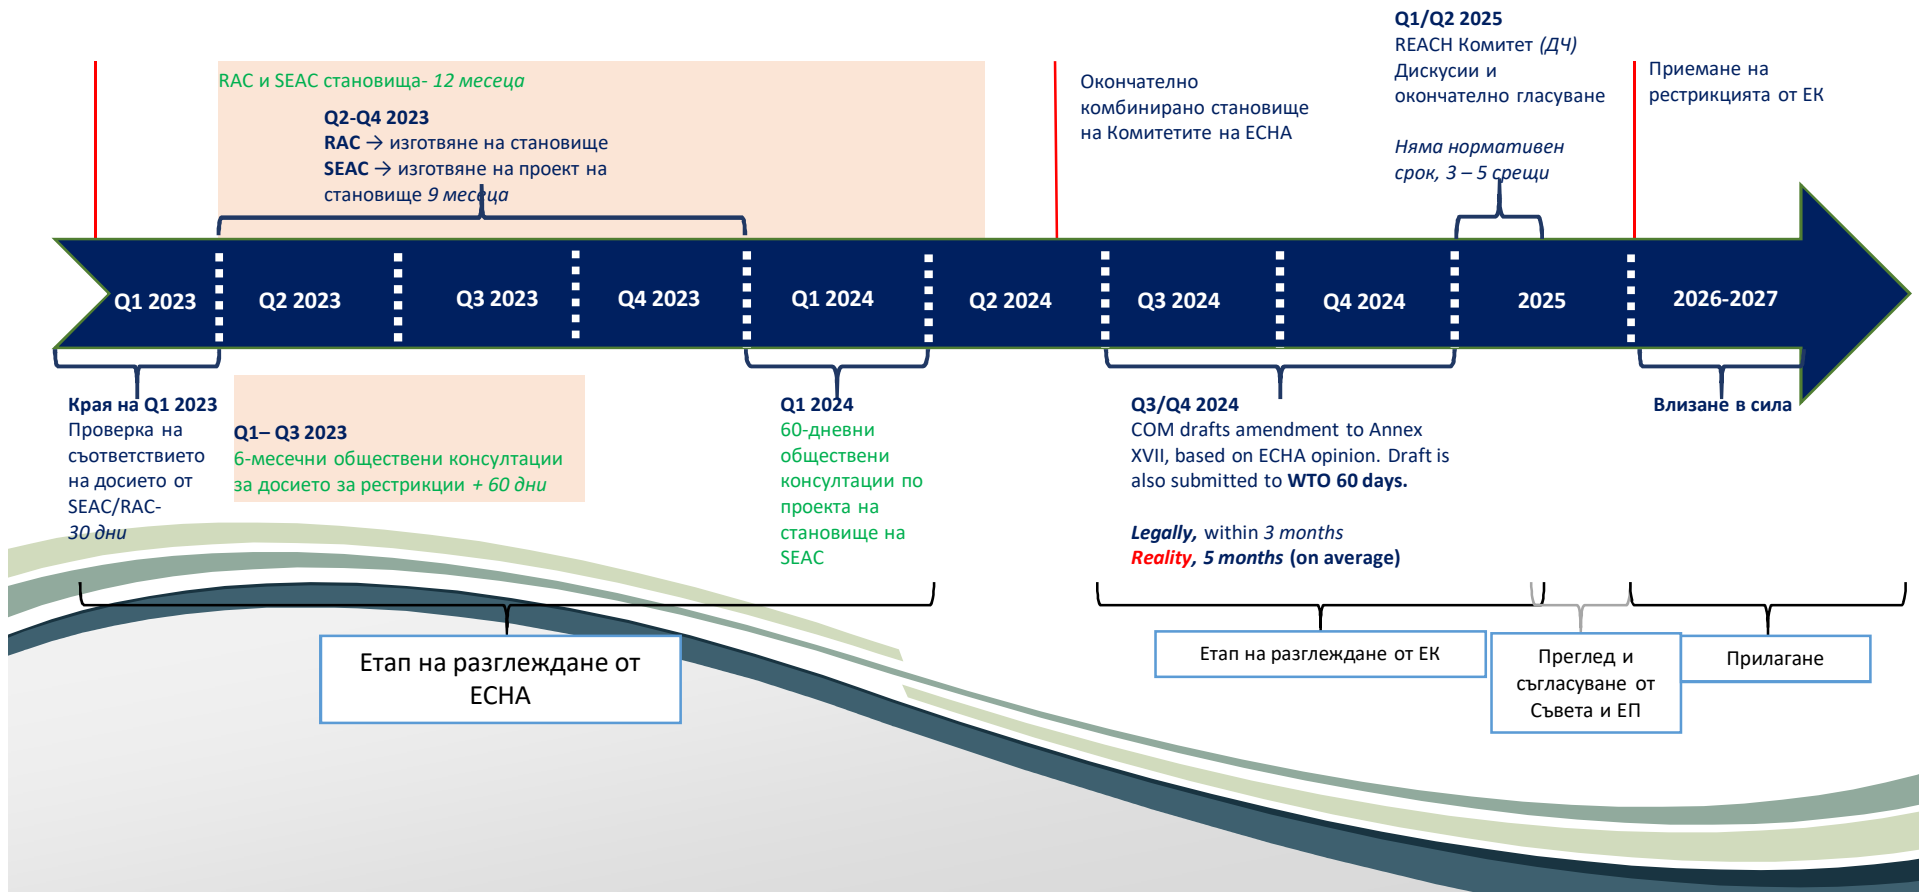 Q1/Q2 2025
REACH Комитет (ДЧ)
Дискусии и
окончателно гласуване
Няма нормативен
срок, 3 – 5 срещи
RAC и SEAC становища- 12 месеца
Q2-Q4 2023
RAC → изготвяне на становище
SEAC → изготвяне на проект на
становище 9 месеца
Окончателно
комбинирано становище
на Комитетите на ECHA
Приемане на
рестрикцията от ЕК
Q1 2023
Q2 2023
Q3 2023
Q4 2023
Q1 2024
Q2 2024
Q3 2024
Q4 2024
2025
2026-2027
Края на Q1 2023
Проверка на
съответствието
на досието от
SEAC/RAC-
30 дни
Q1– Q3 2023
6-месечни обществени консултации
за досието за рестрикции + 60 дни
Q1 2024
60-дневни
обществени
консултации по
проекта на
становище на
SEAC
Q3/Q4 2024
COM drafts amendment to Annex
XVII, based on ECHA opinion. Draft is
also submitted to WTO 60 days.
Legally, within 3 months
Reality, 5 months (on average)
Влизане в сила
Етап на разглеждане от
ECHA
Етап на разглеждане от ЕК
Преглед и
съгласуване от
Съвета и ЕП
Прилагане